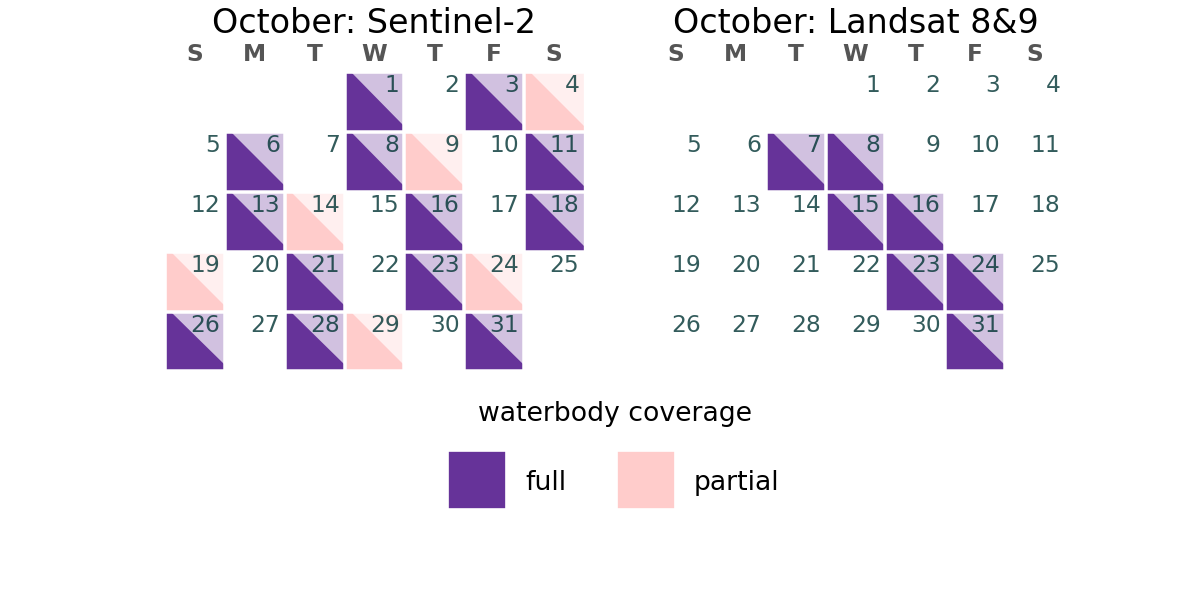 October: Sentinel-2
S M T W T F S
1 2 3 4
5 6 7 8 9 10 11
12 13 14 15 16 17 18
19 20 21 22 23 24 25
26 27 28 29 30 31
October: Landsat 8&9
S M T W T F S
1 2 3 4
5 6 7 8 9 10 11
12 13 14 15 16 17 18
19 20 21 22 23 24 25
26 27 28 29 30 31
waterbody coverage
full partial